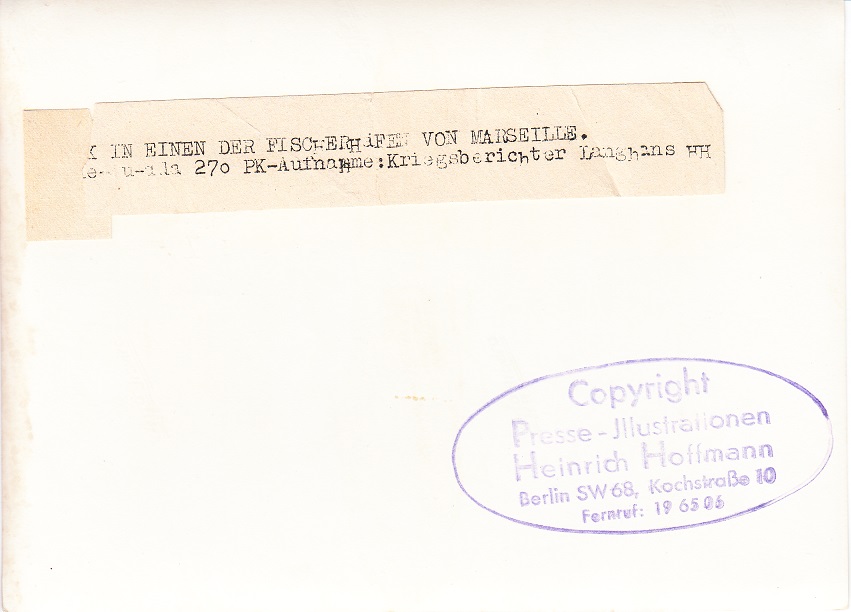 IN EINEN DER FISCHERHÄFEN VON MARSEILLE.
270 PK-Aufnahme:Kriegsberichter Langhans HH
Copyright
Presse-Jllustrationen
Heinrich Hoffmann
Berlin SW 68, Kochstraße 10
Fernruf: 19 65 06